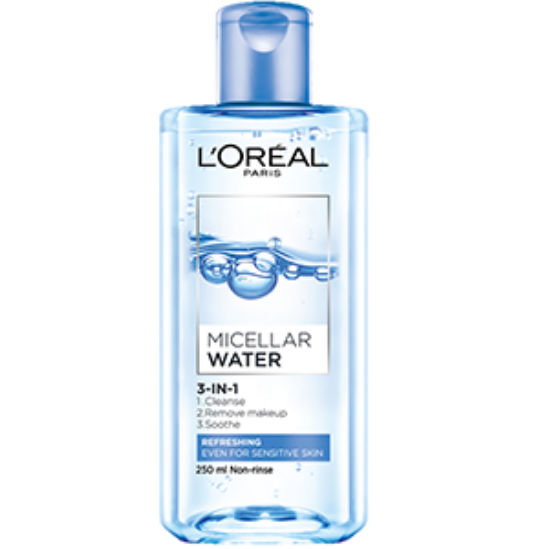 L'ORÉAL
PARIS
MICELLAR
WATER
3-IN-1
1.Cleanse
2.Remove makeup
3.Soothe
REFRESHING
EVEN FOR SENSITIVE SKIN
250 ml Non-rinse